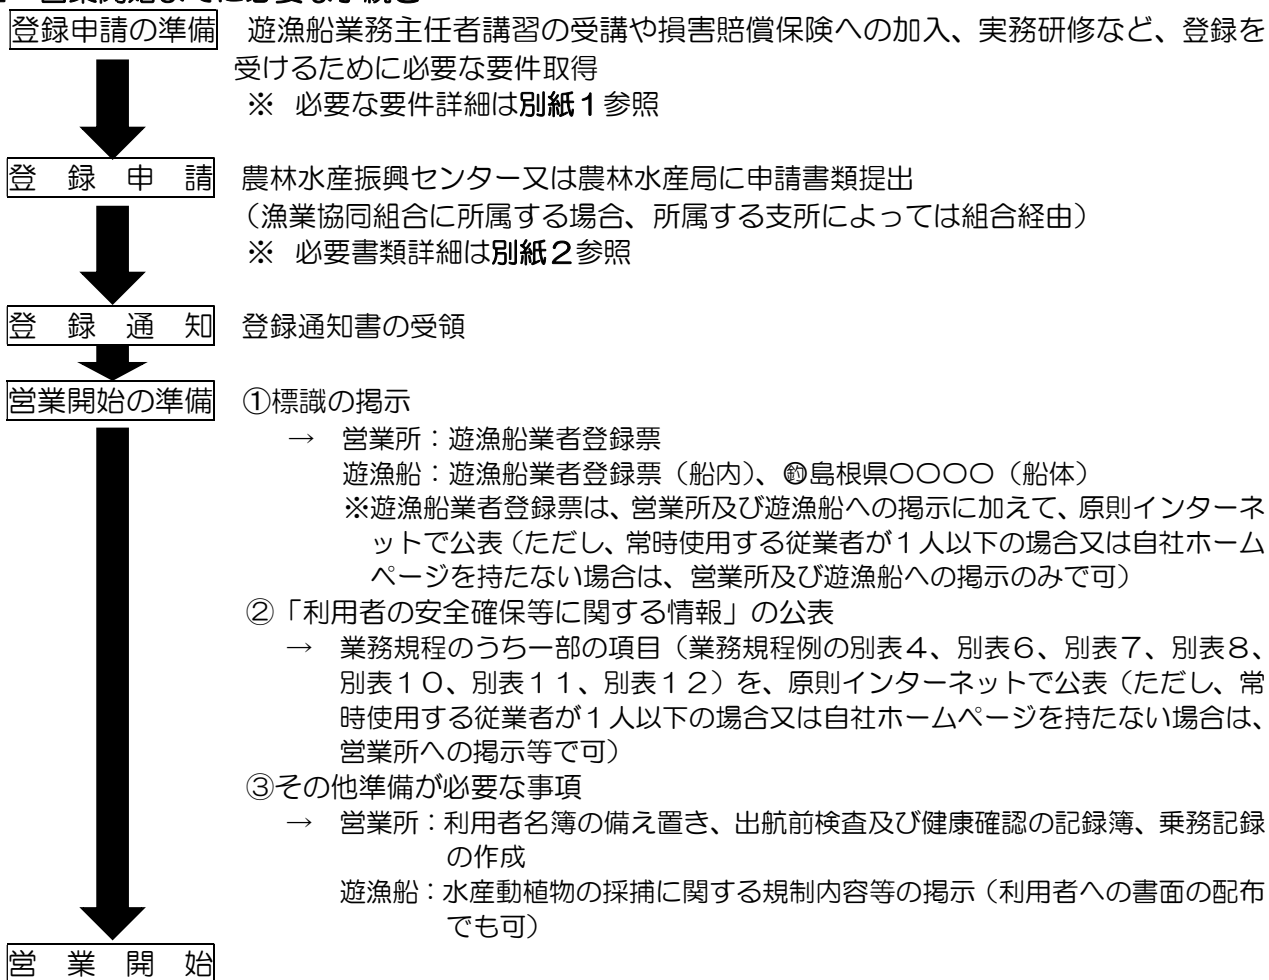 営業開始までに必要な手続き
登録申請の準備 遊漁船業務主任者講習の受講や損害賠償保険への加入、実務研修など、登録を
受けるために必要な要件取得
※ 必要な要件詳細は別紙1参照
登録申請 農林水産振興センター又は農林水産局に申請書類提出
（漁業協同組合に所属する場合、所属する支所によっては組合経由）
※ 必要書類詳細は別紙2参照
登録通知 登録通知書の受領
営業開始の準備 ①標識の掲示
→ 営業所：遊漁船業者登録票
遊漁船：遊漁船業者登録票（船内）、㊟島根県〇〇〇〇（船体）
※遊漁船業者登録票は、営業所及び遊漁船への掲示に加えて、原則インターネ
ットで公表（ただし、常時使用する従業者が１人以下の場合又は自社ホーム
ページを持たない場合は、営業所及び遊漁船への掲示のみで可）
②「利用者の安全確保等に関する情報」の公表
→ 業務規程のうち一部の項目（業務規程例の別表４、別表６、別表７、別表８、
別表１０、別表１１、別表１２）を、原則インターネットで公表（ただし、常
時使用する従業者が１人以下の場合又は自社ホームページを持たない場合は、
営業所への掲示等で可）
③その他準備が必要な事項
→ 営業所：利用者名簿の備え置き、出航前検査及び健康確認の記録簿、乗務記録
の作成
遊漁船：水産動植物の採捕に関する規制内容等の掲示（利用者への書面の配布
でも可）
営業開始